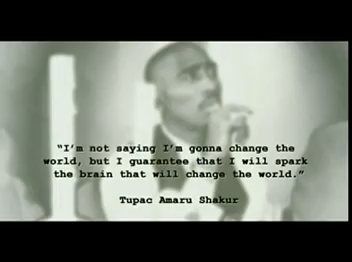 “I’m not saying I’m gonna change the
world, but I guarantee that I will spark
the brain that will change the world.”
Tupac Amaru Shakur